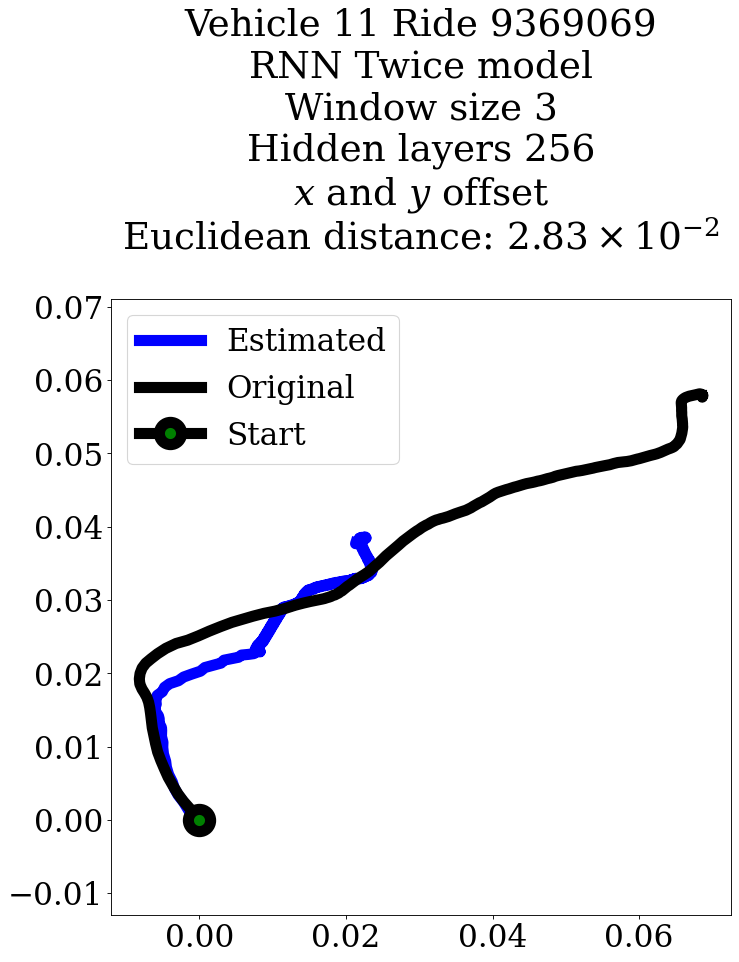 Vehicle 11 Ride 9369069
RNN Twice model
Window size 3
Hidden layers 256
x and y offset
Euclidean distance: 2.83 × 10⁻²
0.07
0.06
0.05
0.04
0.03
0.02
0.01
0.00
−0.01
Estimated
Original
Start
0.00 0.02 0.04 0.06